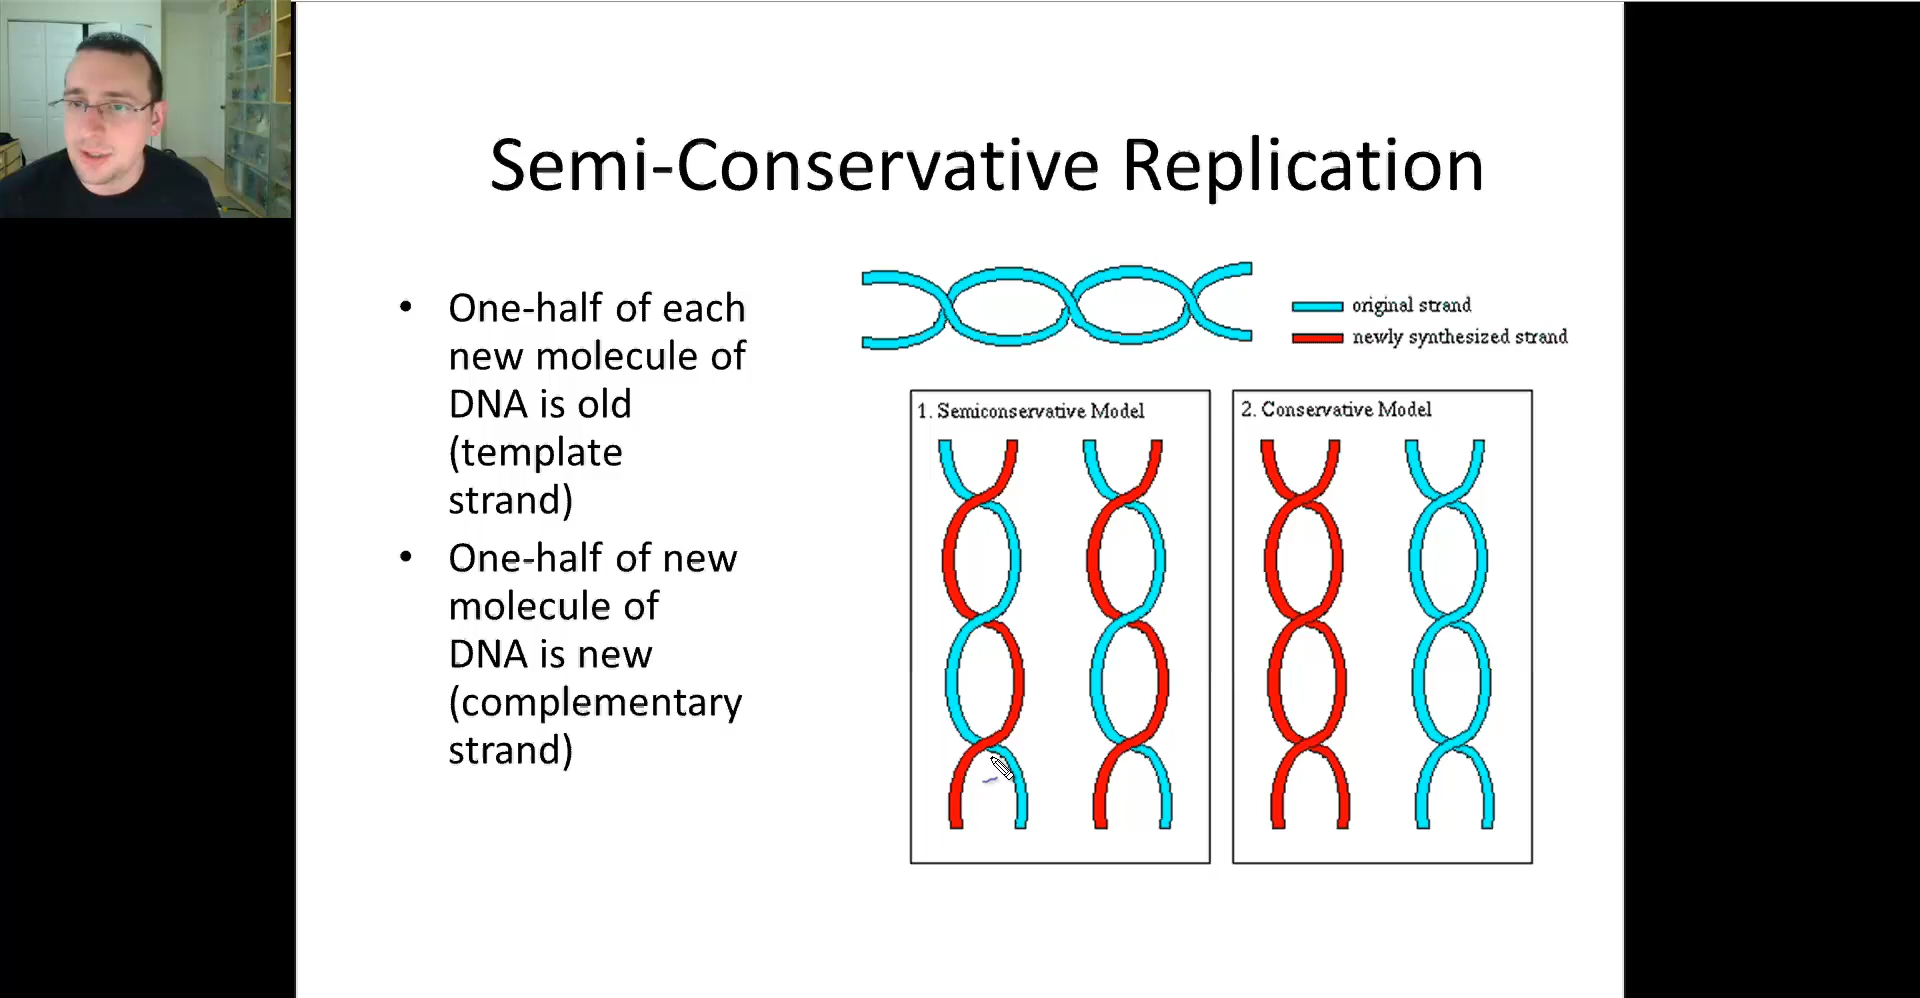 Semi-Conservative Replication
• One-half of each
new molecule of
DNA is old
(template
strand)
• One-half of new
molecule of
DNA is new
(complementary
strand)
original strand
newly synthesized strand
1. Semiconservative Model
2. Conservative Model